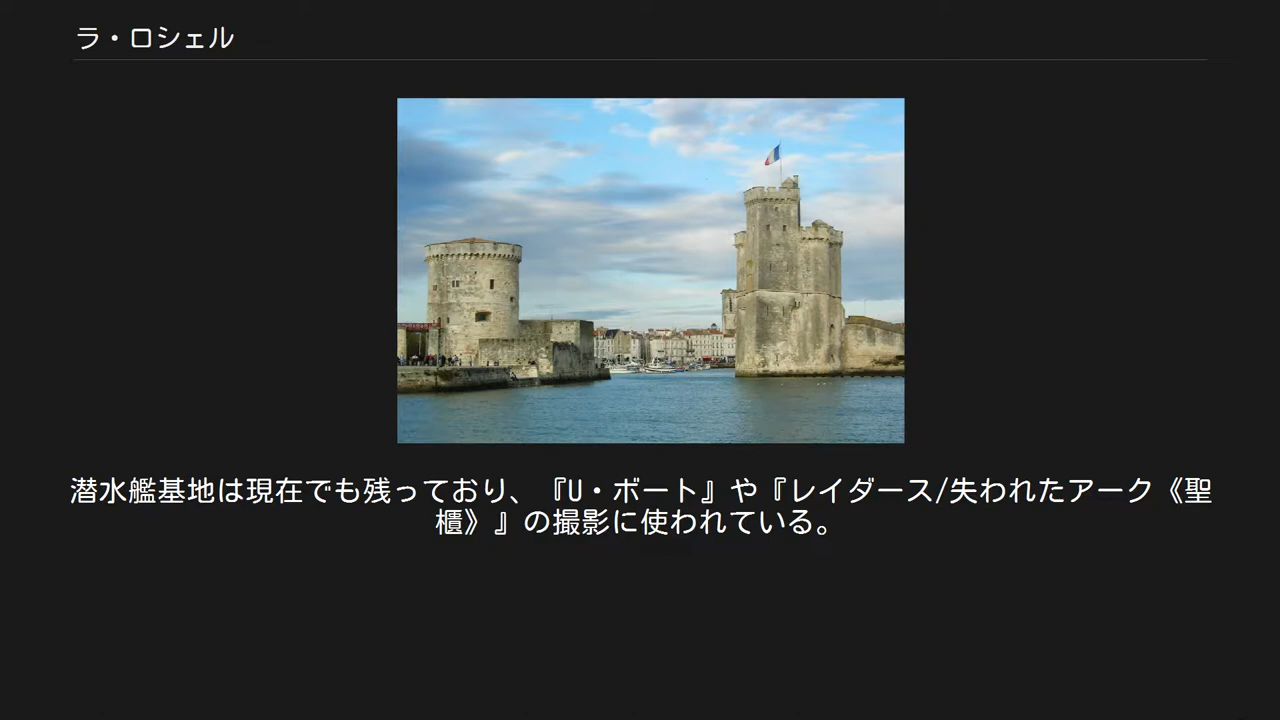 ラ・ロシェル
潜水艦基地は現在でも残っており、『U・ボート』や『レイダース/失われたアーク《聖
櫃》』の撮影に使われている。